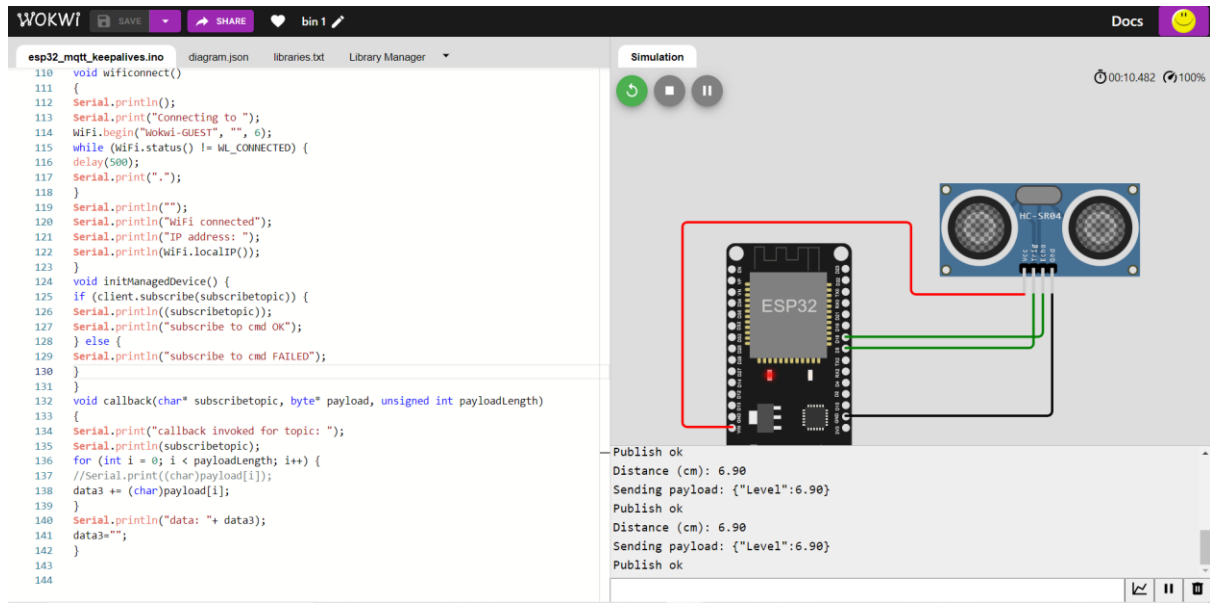 WOKWi SAVE SHARE bin 1 Docs
esp32_mqtt_keepalives.ino diagram.json libraries.txt Library Manager
110 void wificonnect()
111 {
112 Serial.println();
113 Serial.print("Connecting to ");
114 WiFi.begin("Wokwi-GUEST", "", 6);
115 while (WiFi.status() != WL_CONNECTED) {
116 delay(500);
117 Serial.print(".");
118 }
119 Serial.println("");
120 Serial.println("WiFi connected");
121 Serial.println("IP address: ");
122 Serial.println(WiFi.localIP());
123 }
124 void initManagedDevice() {
125 if (client.subscribe(subscribetopic)) {
126 Serial.println((subscribetopic));
127 Serial.println("subscribe to cmd OK");
128 } else {
129 Serial.println("subscribe to cmd FAILED");
130 }
131 }
132 void callback(char* subscribetopic, byte* payload, unsigned int payloadLength)
133 {
134 Serial.print("callback invoked for topic: ");
135 Serial.println(subscribetopic);
136 for (int i = 0; i < payloadLength; i++) {
137 //Serial.print((char)payload[i]);
138 data3 += (char)payload[i];
139 }
140 Serial.println("data: "+ data3);
141 data3="";
142 }
143
144
Simulation
00:10.482 100%
HC-SR04
Vcc Trig Echo Gnd
ESP32
Publish ok
Distance (cm): 6.90
Sending payload: {"Level":6.90}
Publish ok
Distance (cm): 6.90
Sending payload: {"Level":6.90}
Publish ok